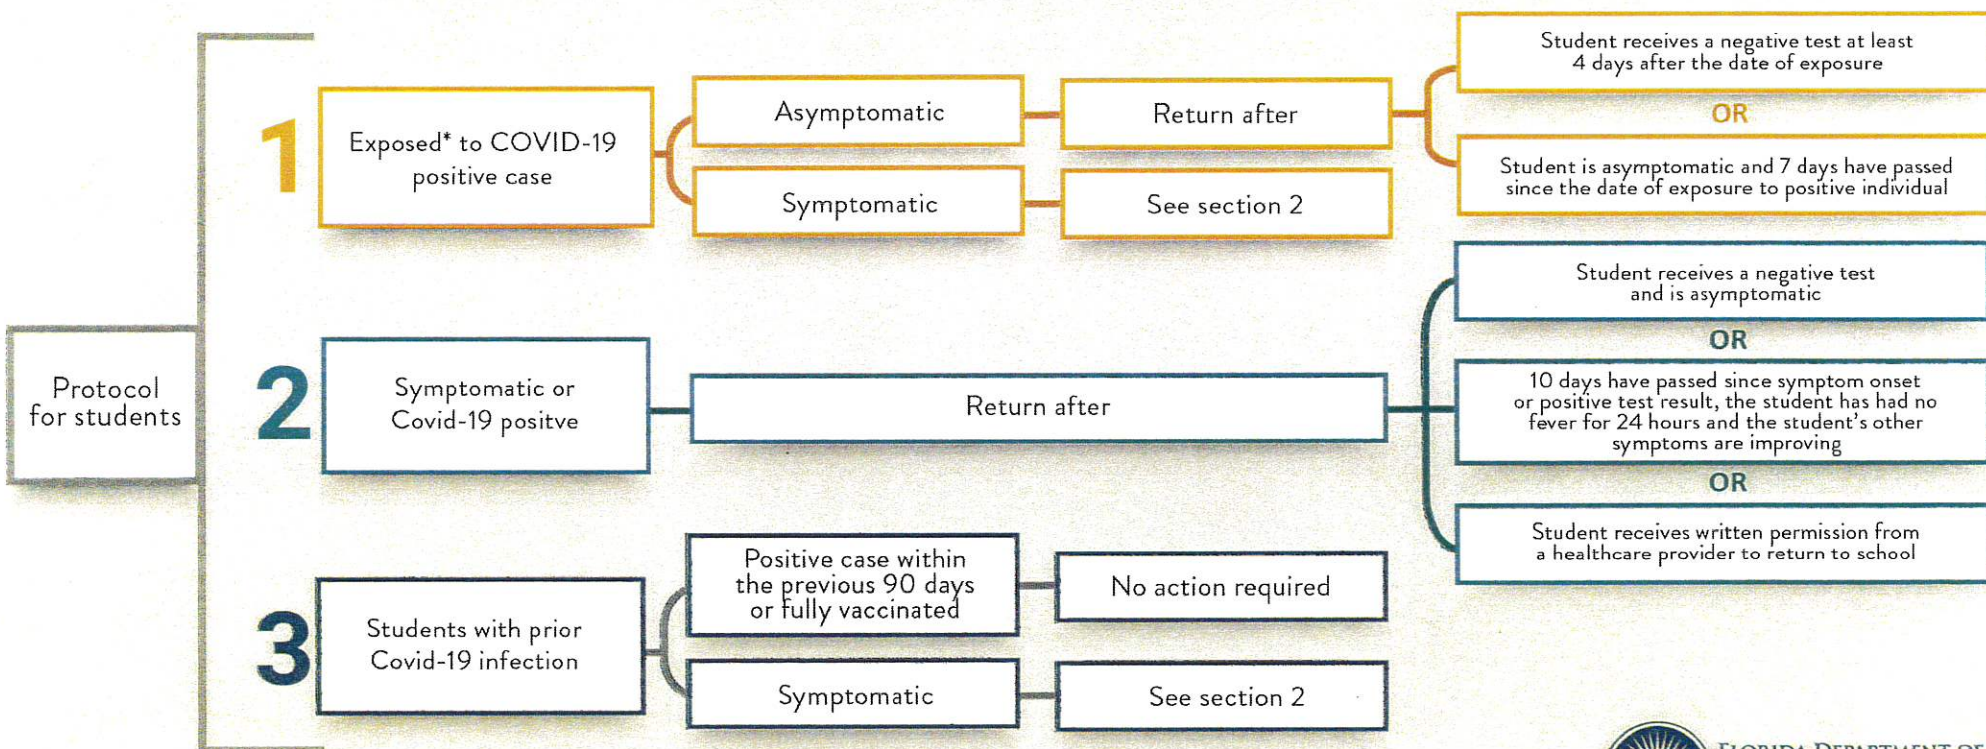 Protocol
for students
1
Exposed* to COVID-19
positive case
Asymptomatic
Return after
Student receives a negative test at least
4 days after the date of exposure
OR
Student is asymptomatic and 7 days have passed
since the date of exposure to positive individual
Symptomatic
See section 2
2
Symptomatic or
Covid-19 positve
Return after
Student receives a negative test
and is asymptomatic
OR
10 days have passed since symptom onset
or positive test result, the student has had no
fever for 24 hours and the student's other
symptoms are improving
OR
Student receives written permission from
a healthcare provider to return to school
3
Students with prior
Covid-19 infection
Positive case within
the previous 90 days
or fully vaccinated
No action required
Symptomatic
See section 2
FLORIDA DEPARTMENT OF